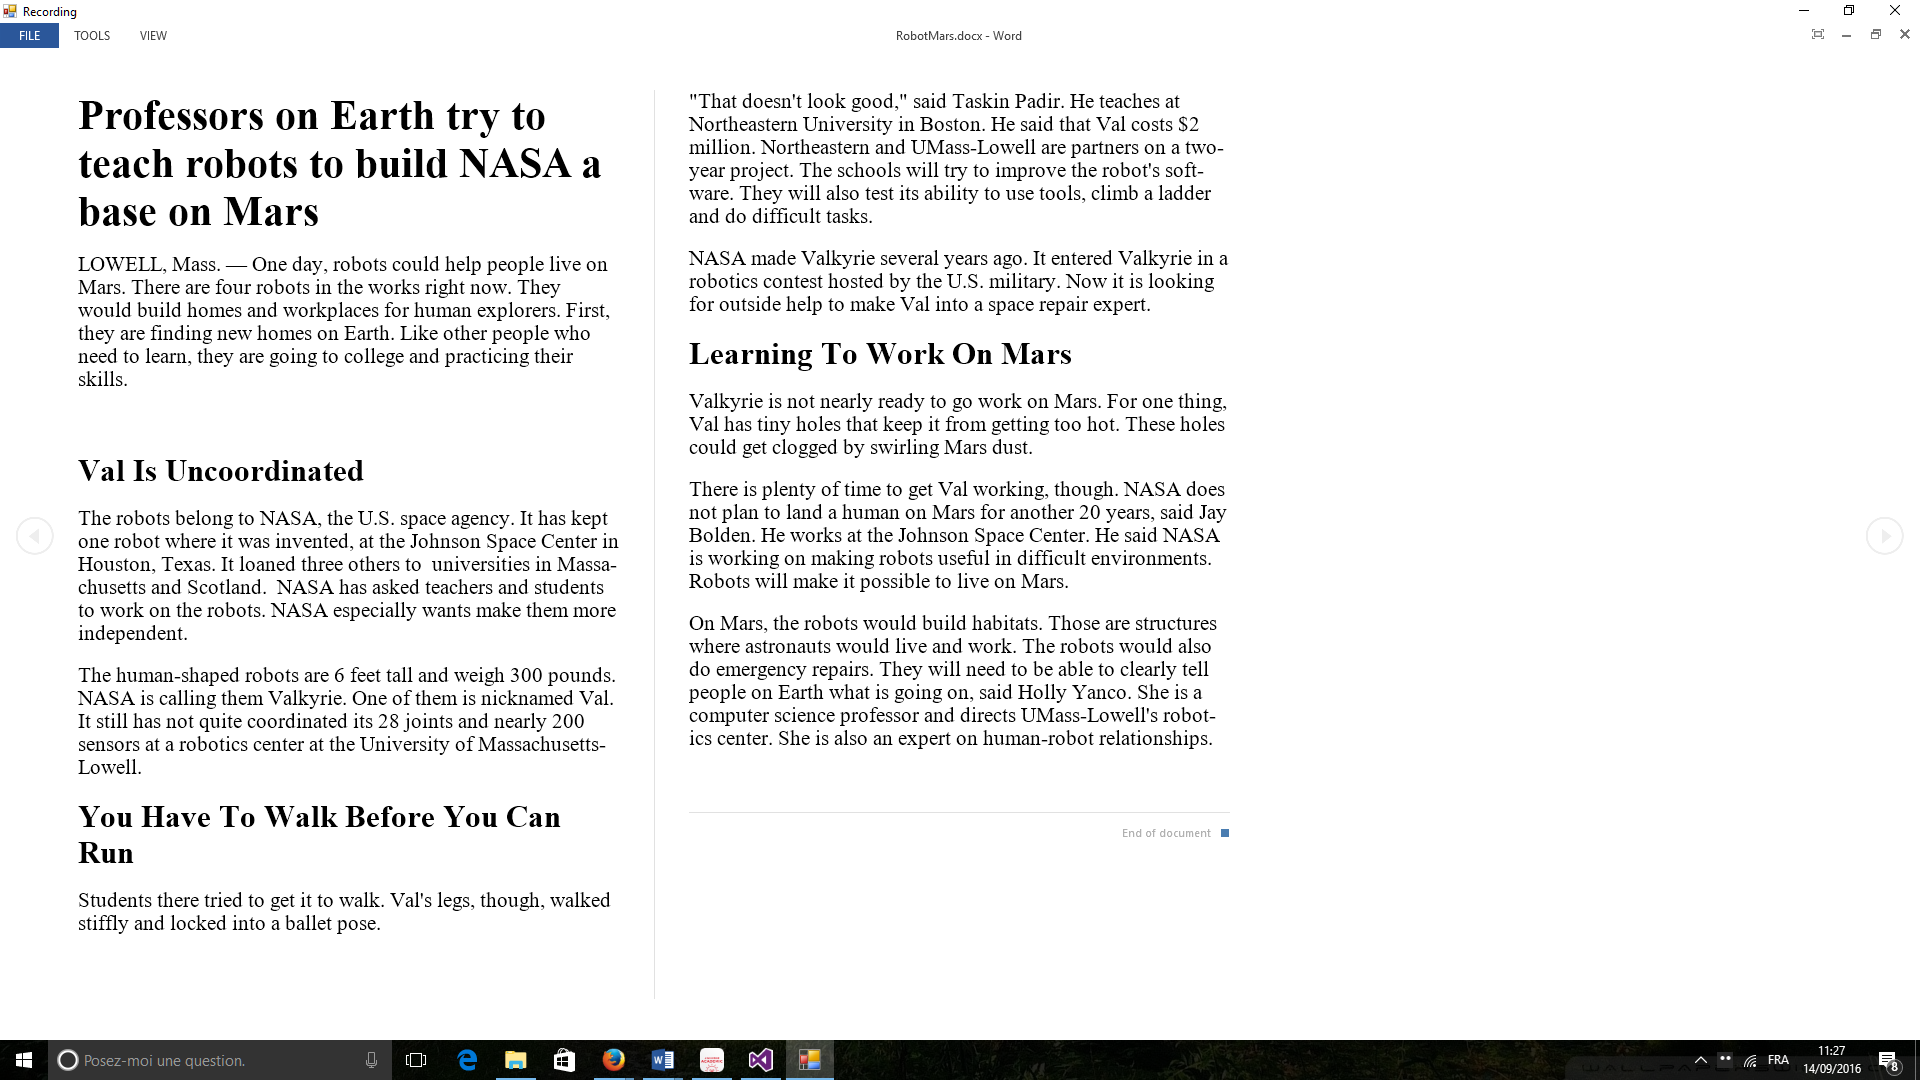 Recording
FILE TOOLS VIEW RobotMars.docx - Word
Professors on Earth try to
teach robots to build NASA a
base on Mars
LOWELL, Mass. — One day, robots could help people live on
Mars. There are four robots in the works right now. They
would build homes and workplaces for human explorers. First,
they are finding new homes on Earth. Like other people who
need to learn, they are going to college and practicing their
skills.
Val Is Uncoordinated
The robots belong to NASA, the U.S. space agency. It has kept
one robot where it was invented, at the Johnson Space Center in
Houston, Texas. It loaned three others to  universities in Massa-
chusetts and Scotland.  NASA has asked teachers and students
to work on the robots. NASA especially wants make them more
independent.
The human-shaped robots are 6 feet tall and weigh 300 pounds.
NASA is calling them Valkyrie. One of them is nicknamed Val.
It still has not quite coordinated its 28 joints and nearly 200
sensors at a robotics center at the University of Massachusetts-
Lowell.
You Have To Walk Before You Can
Run
Students there tried to get it to walk. Val's legs, though, walked
stiffly and locked into a ballet pose.
"That doesn't look good," said Taskin Padir. He teaches at
Northeastern University in Boston. He said that Val costs $2
million. Northeastern and UMass-Lowell are partners on a two-
year project. The schools will try to improve the robot's soft-
ware. They will also test its ability to use tools, climb a ladder
and do difficult tasks.
NASA made Valkyrie several years ago. It entered Valkyrie in a
robotics contest hosted by the U.S. military. Now it is looking
for outside help to make Val into a space repair expert.
Learning To Work On Mars
Valkyrie is not nearly ready to go work on Mars. For one thing,
Val has tiny holes that keep it from getting too hot. These holes
could get clogged by swirling Mars dust.
There is plenty of time to get Val working, though. NASA does
not plan to land a human on Mars for another 20 years, said Jay
Bolden. He works at the Johnson Space Center. He said NASA
is working on making robots useful in difficult environments.
Robots will make it possible to live on Mars.
On Mars, the robots would build habitats. Those are structures
where astronauts would live and work. The robots would also
do emergency repairs. They will need to be able to clearly tell
people on Earth what is going on, said Holly Yanco. She is a
computer science professor and directs UMass-Lowell's robot-
ics center. She is also an expert on human-robot relationships.
End of document
Posez-moi une question.
FRA
11:27
14/09/2016
8